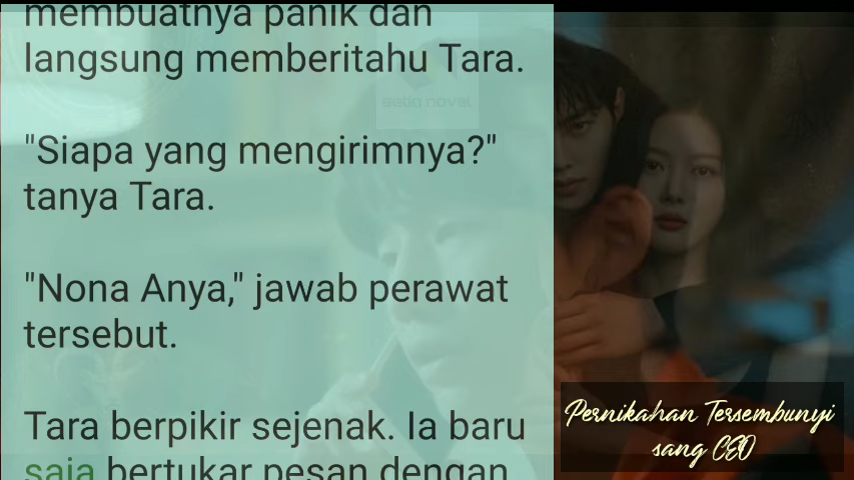 membuatnya panik dan
langsung memberitahu Tara.
"Siapa yang mengirimnya?"
tanya Tara.
"Nona Anya," jawab perawat
tersebut.
Tara berpikir sejenak. Ia baru
saja bertukar pesan dengan
Pernikahan Tersembunyi
sang CEO